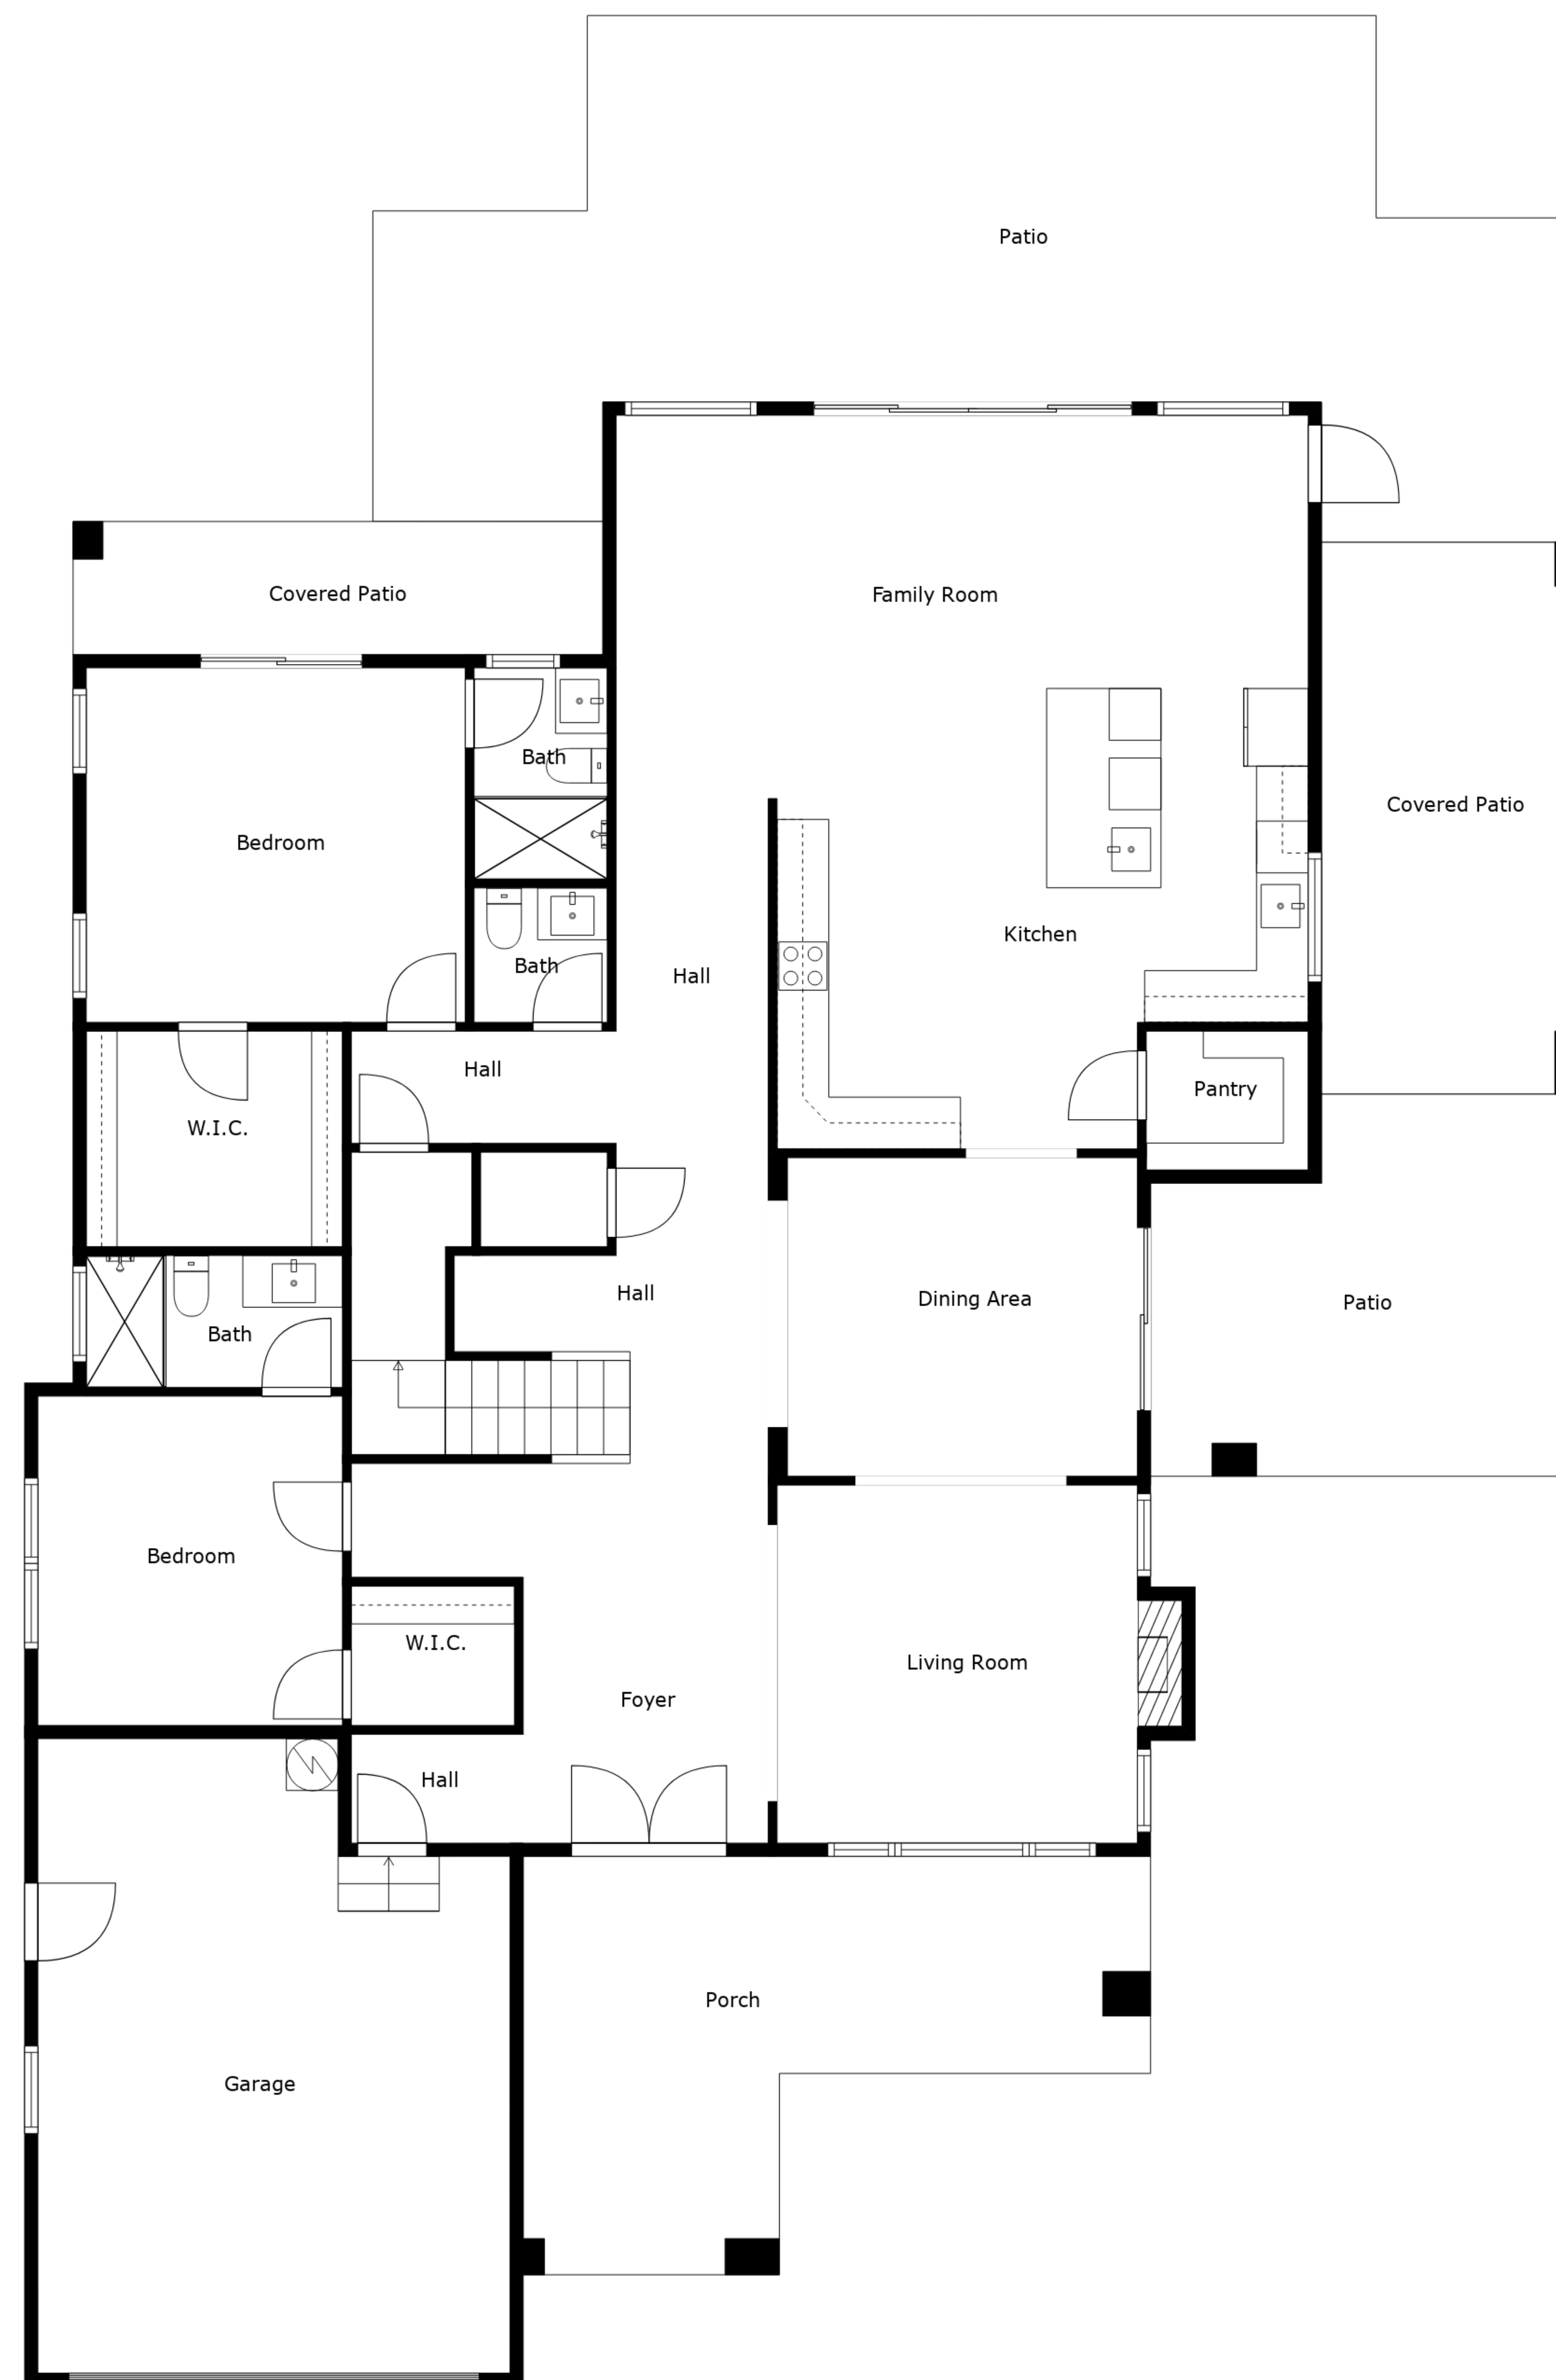 Patio
Covered Patio
Family Room
Bath
Covered Patio
Bedroom
Kitchen
Bath
Hall
Hall
Pantry
W.I.C.
Hall
Dining Area
Patio
Bath
Bedroom
W.I.C.
Living Room
Foyer
Hall
Porch
Garage